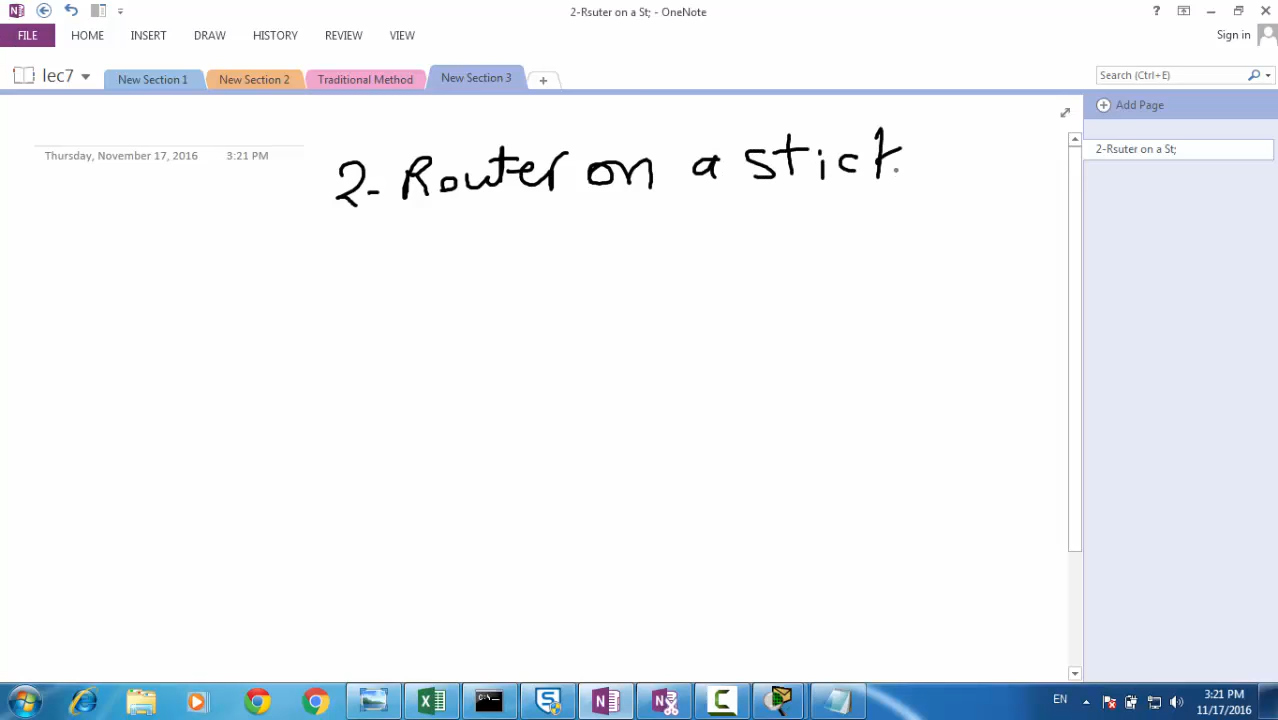 2-Rsuter on a St; - OneNote
?
Sign in
FILE HOME INSERT DRAW HISTORY REVIEW VIEW
lec7 New Section 1 New Section 2 Traditional Method New Section 3 +
Search (Ctrl+E)
Add Page
2-Rsuter on a St;
Thursday, November 17, 2016 3:21 PM
2- Router on a stick
EN
3:21 PM
11/17/2016